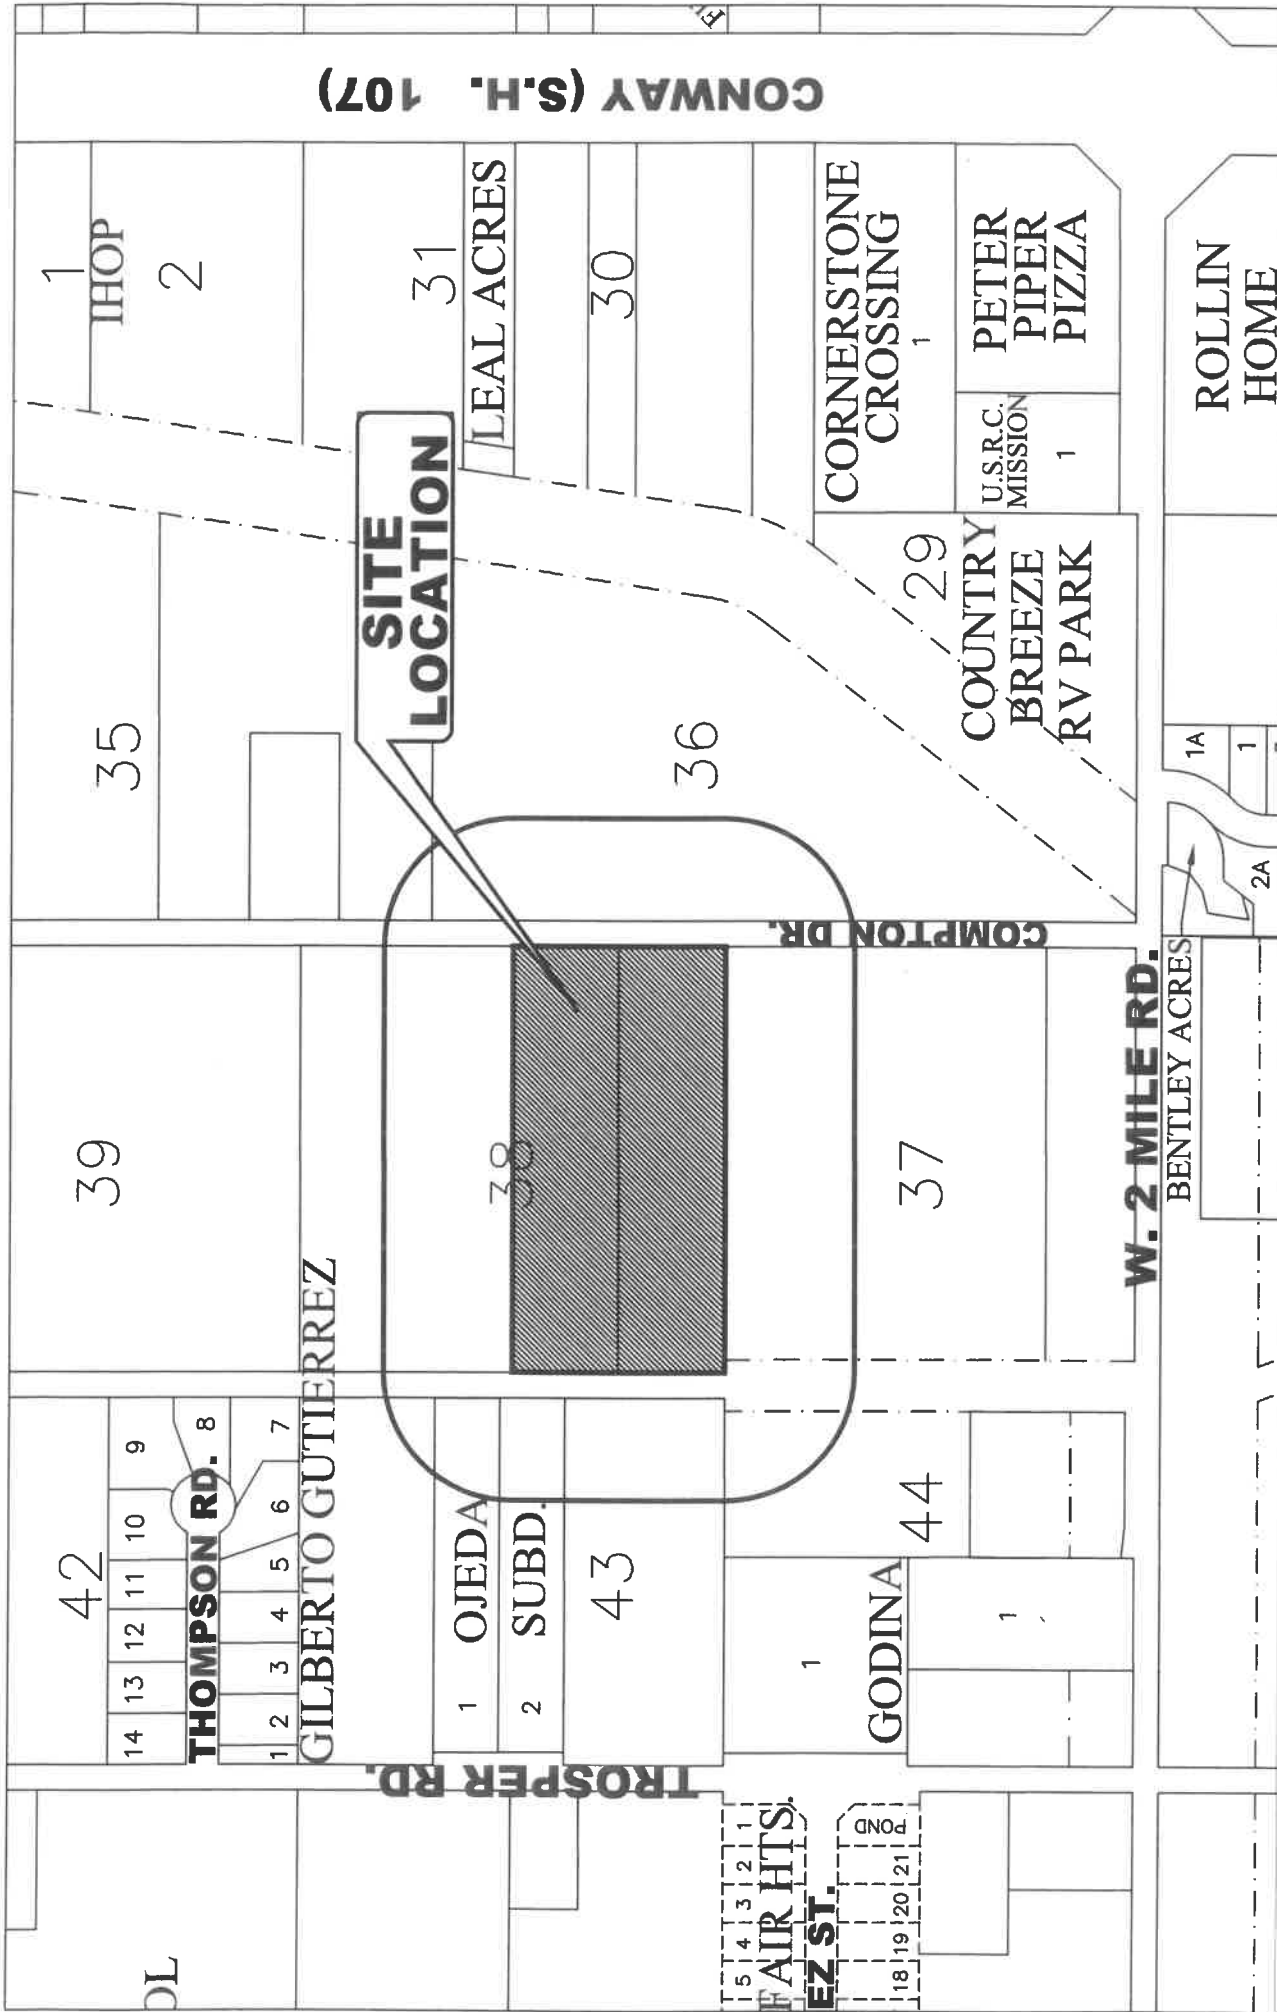 CONWAY (S.H. 107)
1
IHOP
2
31
LEAL ACRES
30
CORNERSTONE
CROSSING
1
PETER
PIPER
PIZZA
U.S.R.C.
MISSION
1
ROLLIN
HOME
SITE
LOCATION
35
36
29
COUNTRY
BREEZE
RV PARK
1A
1
2A
COMPTON DR.
W. 2 MILE RD.
BENTLEY ACRES
39
38
37
42
9
10
11
12
13
14
THOMPSON RD.
8
7
6
5
4
3
2
1
GILBERTO GUTIERREZ
1
OJEDA
2
SUBD.
43
44
1
GODINA
1
TROSPER RD.
1
2
3
4
5
FAIR HTS.
EZ ST.
POND
21
20
19
18
OL